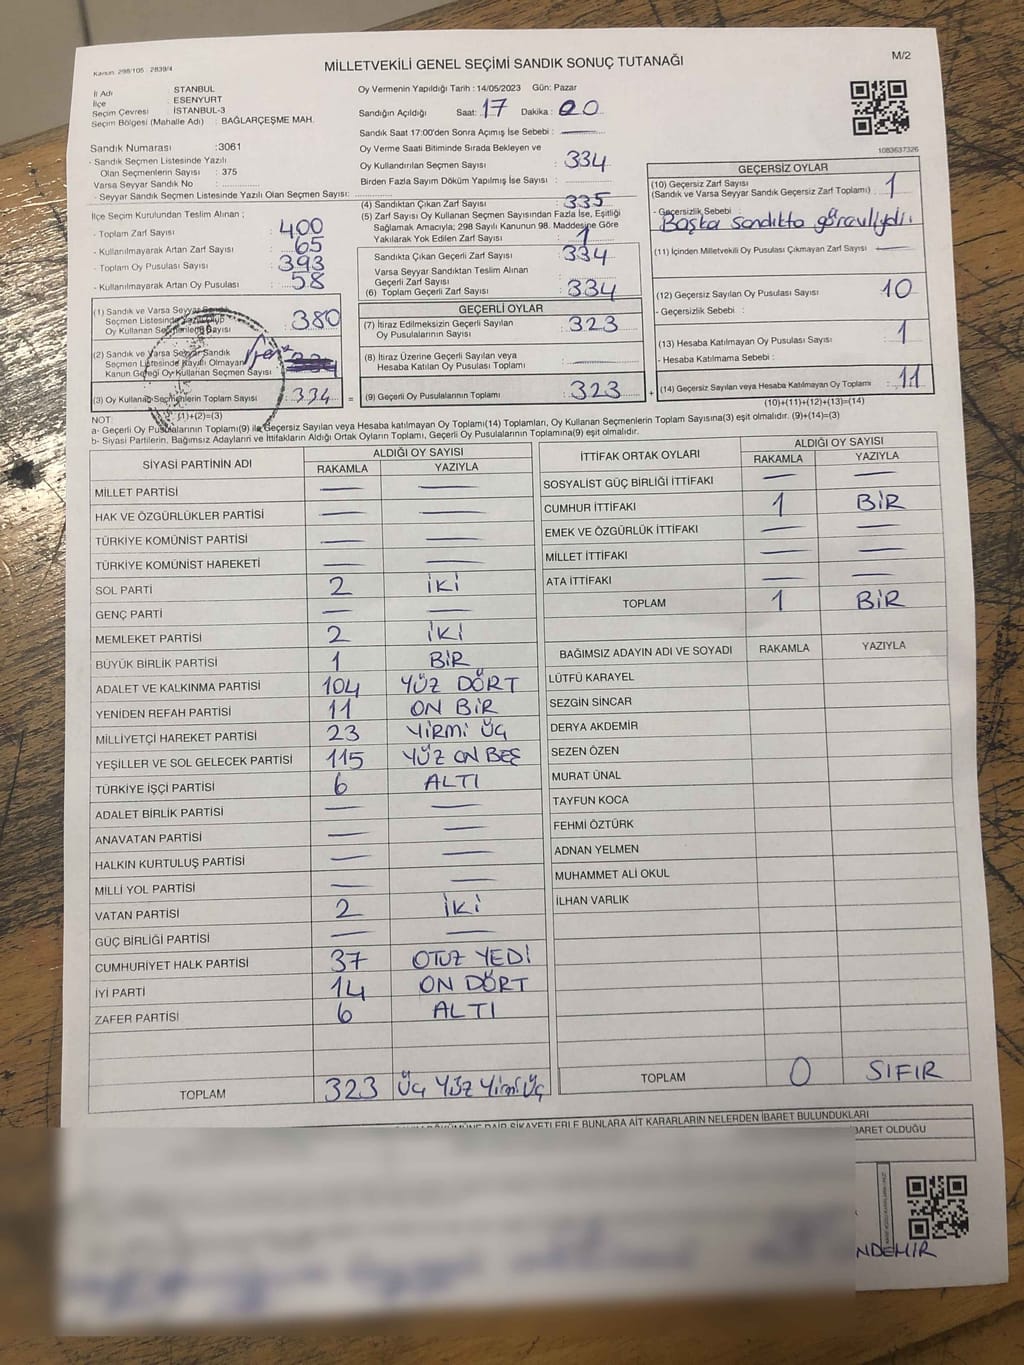 Kanun: 298/105 - 2839/4
MİLLETVEKİLİ GENEL SEÇİMİ SANDIK SONUÇ TUTANAĞI
M/2
İl Adı : STANBUL
İlçe : ESENYURT
Seçim Çevresi : İSTANBUL-3
Seçim Bölgesi (Mahalle Adı) : BAĞLARÇEŞME MAH.
Sandık Numarası :3061
- Sandık Seçmen Listesinde Yazılı
Olan Seçmenlerin Sayısı : 375
Varsa Seyyar Sandık No :
- Seyyar Sandık Seçmen Listesinde Yazılı Olan Seçmen Sayısı:
Oy Vermenin Yapıldığı Tarih : 14/05/2023 Gün: Pazar
Sandığın Açıldığı Saat: 17 Dakika: 20
Sandık Saat 17:00'den Sonra Açımış İse Sebebi : —
Oy Verme Saati Bitiminde Sırada Bekleyen ve
Oy Kullandırılan Seçmen Sayısı : 334
Birden Fazla Sayım Döküm Yapılmış İse Sayısı :
1083637326
İlçe Seçim Kurulundan Teslim Alınan ;
- Toplam Zarf Sayısı : 400
- Kullanılmayarak Artan Zarf Sayısı : 65
- Toplam Oy Pusulası Sayısı : 393
- Kullanılmayarak Artan Oy Pusulası : 58
(1) Sandık ve Varsa Seyyar Sandık
Seçmen Listesinde Yazılı Olup
Oy Kullanan Seçmenlerin Sayısı : 380
(2) Sandık ve Varsa Seyyar Sandık
Seçmen Listesinde Kayıtlı Olmayan
Kanun Gereği Oy Kullanan Seçmen Sayısı
(3) Oy Kullanan Seçmenlerin Toplam Sayısı : 334 =
(1)+(2)=(3)
(4) Sandıktan Çıkan Zarf Sayısı : 335
(5) Zarf Sayısı Oy Kullanan Seçmen Sayısından Fazla İse, Eşitliği
Sağlamak Amacıyla; 298 Sayılı Kanunun 98. Maddesine Göre
Yakılarak Yok Edilen Zarf Sayısı : 1
Sandıkta Çıkan Geçerli Zarf Sayısı : 334
Varsa Seyyar Sandıktan Teslim Alınan
Geçerli Zarf Sayısı :
(6) Toplam Geçerli Zarf Sayısı : 334
GEÇERLİ OYLAR
(7) İtiraz Edilmeksizin Geçerli Sayılan
Oy Pusulalarının Sayısı : 323
(8) İtiraz Üzerine Geçerli Sayılan veya
Hesaba Katılan Oy Pusulası Toplamı : —
(9) Geçerli Oy Pusulalarının Toplamı : 323 +
GEÇERSİZ OYLAR
(10) Geçersiz Zarf Sayısı
(Sandık ve Varsa Seyyar Sandık Geçersiz Zarf Toplamı) : 1
- Geçersizlik Sebebi :
Başka sandıkta görevliydi.
(11) İçinden Milletvekili Oy Pusulası Çıkmayan Zarf Sayısı : —
(12) Geçersiz Sayılan Oy Pusulası Sayısı : 10
- Geçersizlik Sebebi :
(13) Hesaba Katılmayan Oy Pusulası Sayısı : 1
- Hesaba Katılmama Sebebi :
(14) Geçersiz Sayılan veya Hesaba Katılmayan Oy Toplamı : 11
(10)+(11)+(12)+(13)=(14)
NOT:
a- Geçerli Oy Pusulalarının Toplamı(9) ile Geçersiz Sayılan veya Hesaba katılmayan Oy Toplamı(14) Toplamları, Oy Kullanan Seçmenlerin Toplam Sayısına(3) eşit olmalıdır. (9)+(14)=(3)
b- Siyasi Partilerin, Bağımsız Adayların ve İttifakların Aldığı Ortak Oyların Toplamı, Geçerli Oy Pusulalarının Toplamına(9) eşit olmalıdır.
SİYASİ PARTİNİN ADI ALDIĞI OY SAYISI
RAKAMLA YAZIYLA
MİLLET PARTİSİ — —
HAK VE ÖZGÜRLÜKLER PARTİSİ — —
TÜRKİYE KOMÜNİST PARTİSİ — —
TÜRKİYE KOMÜNİST HAREKETİ — —
SOL PARTİ 2 İKİ
GENÇ PARTİ — —
MEMLEKET PARTİSİ 2 İKİ
BÜYÜK BİRLİK PARTİSİ 1 BİR
ADALET VE KALKINMA PARTİSİ 104 YÜZ DÖRT
YENİDEN REFAH PARTİSİ 11 ON BİR
MİLLİYETÇİ HAREKET PARTİSİ 23 YİRMİ ÜÇ
YEŞİLLER VE SOL GELECEK PARTİSİ 115 YÜZ ON BEŞ
TÜRKİYE İŞÇİ PARTİSİ 6 ALTI
ADALET BİRLİK PARTİSİ — —
ANAVATAN PARTİSİ — —
HALKIN KURTULUŞ PARTİSİ — —
MİLLİ YOL PARTİSİ — —
VATAN PARTİSİ 2 İKİ
GÜÇ BİRLİĞİ PARTİSİ — —
CUMHURİYET HALK PARTİSİ 37 OTUZ YEDİ
İYİ PARTİ 14 ON DÖRT
ZAFER PARTİSİ 6 ALTI
TOPLAM 323 ÜÇ YÜZ YİRMİ ÜÇ
İTTİFAK ORTAK OYLARI ALDIĞI OY SAYISI
RAKAMLA YAZIYLA
SOSYALIST GÜÇ BİRLİĞİ İTTİFAKI — —
CUMHUR İTTİFAKI 1 BİR
EMEK VE ÖZGÜRLÜK İTTİFAKI — —
MİLLET İTTİFAKI — —
ATA İTTİFAKI — —
TOPLAM 1 BİR
BAĞIMSIZ ADAYIN ADI VE SOYADI RAKAMLA YAZIYLA
LÜTFÜ KARAYEL
SEZGİN SİNCAR
DERYA AKDEMİR
SEZEN ÖZEN
MURAT ÜNAL
TAYFUN KOCA
FEHMİ ÖZTÜRK
ADNAN YELMEN
MUHAMMET ALİ OKUL
İLHAN VARLIK
TOPLAM 0 SIFIR
DÖKÜMÜNE DAİR ŞİKAYETLERLE BUNLARA AİT KARARLARIN NELERDEN İBARET BULUNDUKLARI
BARET OLDUĞU
NDEMİR